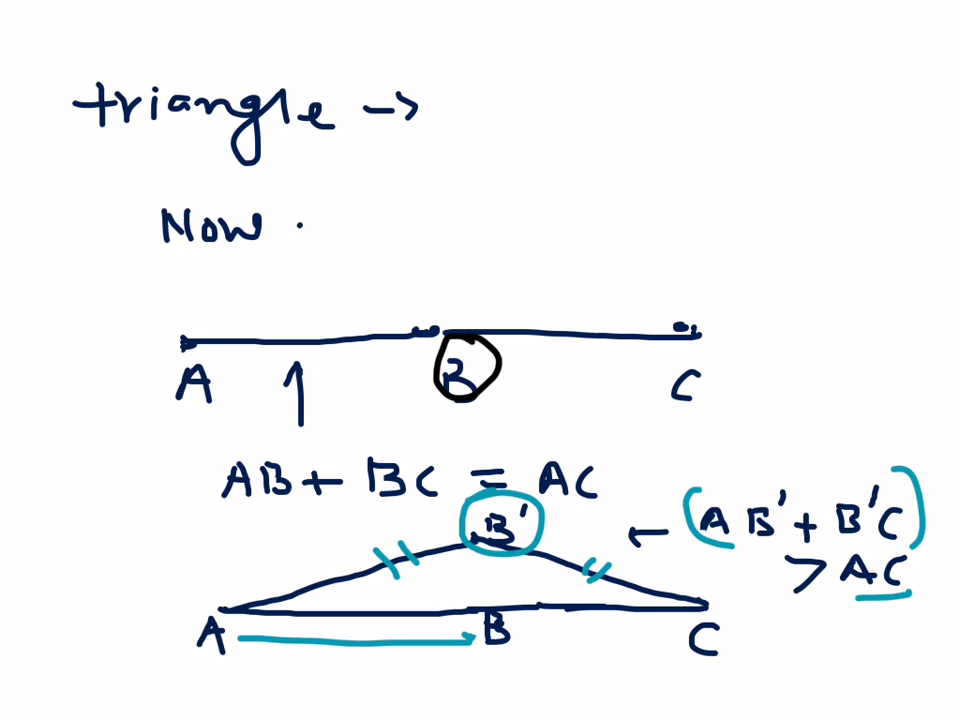 triangle →
Now .
A ↑ B C
AB + BC = AC
B' ← (AB' + B'C)
> AC
A B C